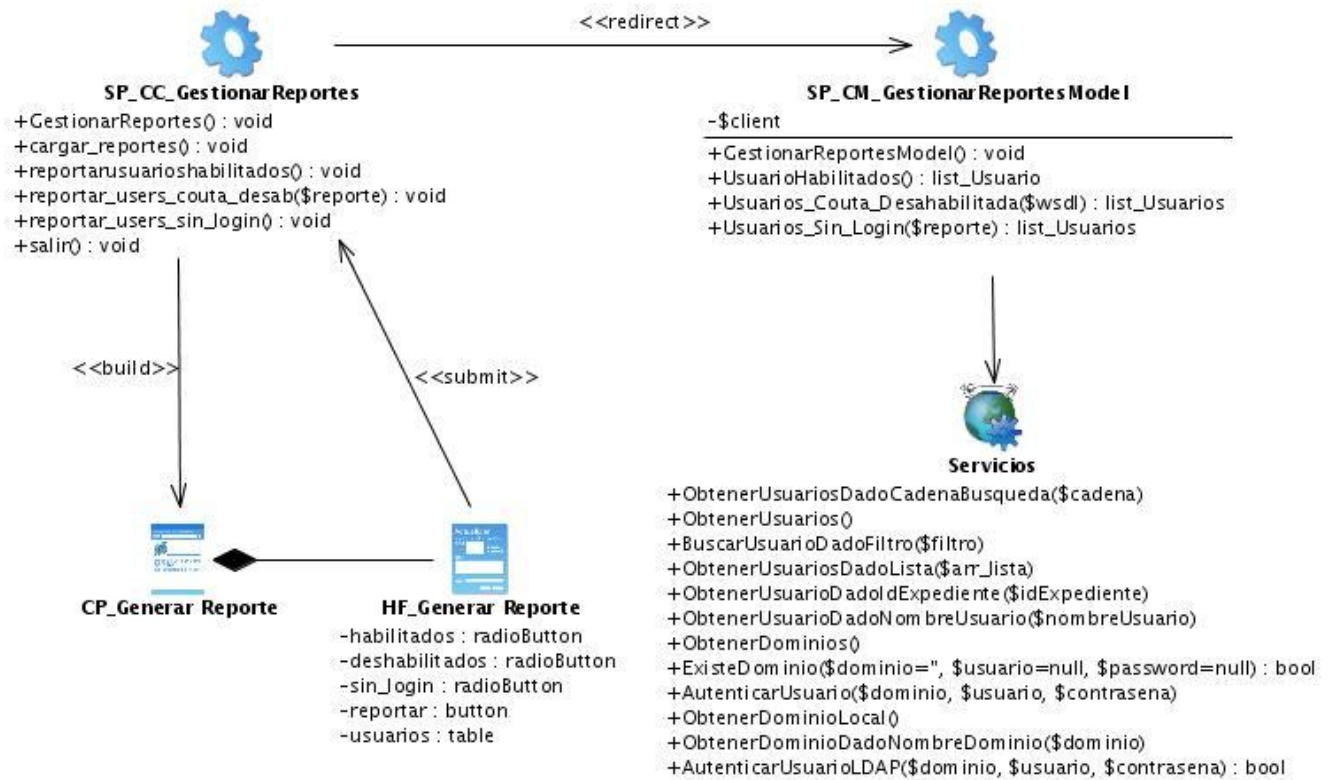 <<redirect>>
SP_CC_GestionarReportes
+GestionarReportes() : void
+cargar_reportes() : void
+reportarusuarioshabilitados() : void
+reportar_users_couta_desab($reporte) : void
+reportar_users_sin_login() : void
+salir() : void
SP_CM_GestionarReportesModel
-$client
+GestionarReportesModel() : void
+UsuarioHabilitados() : list_Usuario
+Usuarios_Couta_Desahabilitada($wsdl) : list_Usuarios
+Usuarios_Sin_Login($reporte) : list_Usuarios
<<build>>
<<submit>>
CP_Generar Reporte
HF_Generar Reporte
-habilitados : radioButton
-deshabilitados : radioButton
-sin_login : radioButton
-reportar : button
-usuarios : table
Servicios
+ObtenerUsuariosDadoCadenaBusqueda($cadena)
+ObtenerUsuarios()
+BuscarUsuarioDadoFiltro($filtro)
+ObtenerUsuariosDadoLista($arr_lista)
+ObtenerUsuarioDadoIdExpediente($idExpediente)
+ObtenerUsuarioDadoNombreUsuario($nombreUsuario)
+ObtenerDominios()
+ExisteDominio($dominio='', $usuario=null, $password=null) : bool
+AutenticarUsuario($dominio, $usuario, $contrasena)
+ObtenerDominioLocal()
+ObtenerDominioDadoNombreDominio($dominio)
+AutenticarUsuarioLDAP($dominio, $usuario, $contrasena) : bool